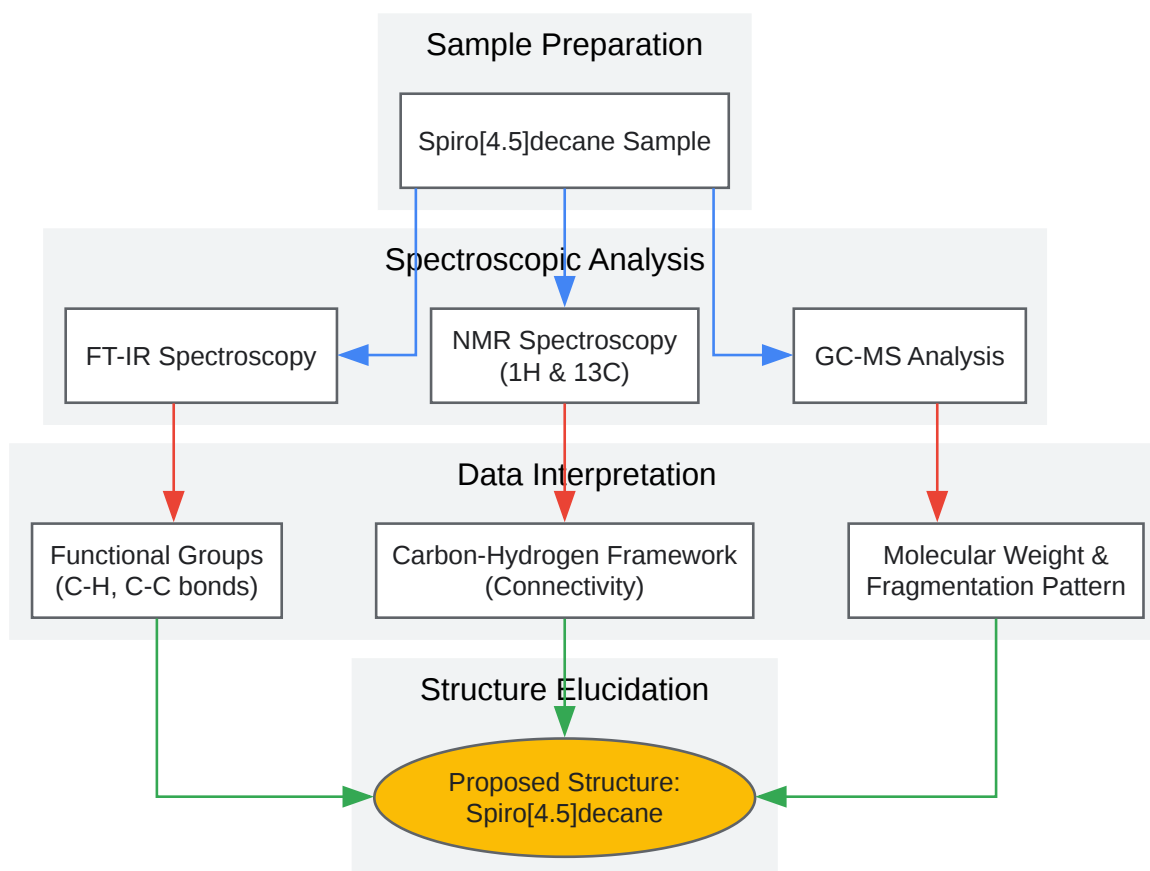 Sample Preparation
Spiro[4.5]decane Sample
Spectroscopic Analysis
FT-IR Spectroscopy
NMR Spectroscopy
(1H & 13C)
GC-MS Analysis
Data Interpretation
Functional Groups
(C-H, C-C bonds)
Carbon-Hydrogen Framework
(Connectivity)
Molecular Weight &
Fragmentation Pattern
Structure Elucidation
Proposed Structure:
Spiro[4.5]decane